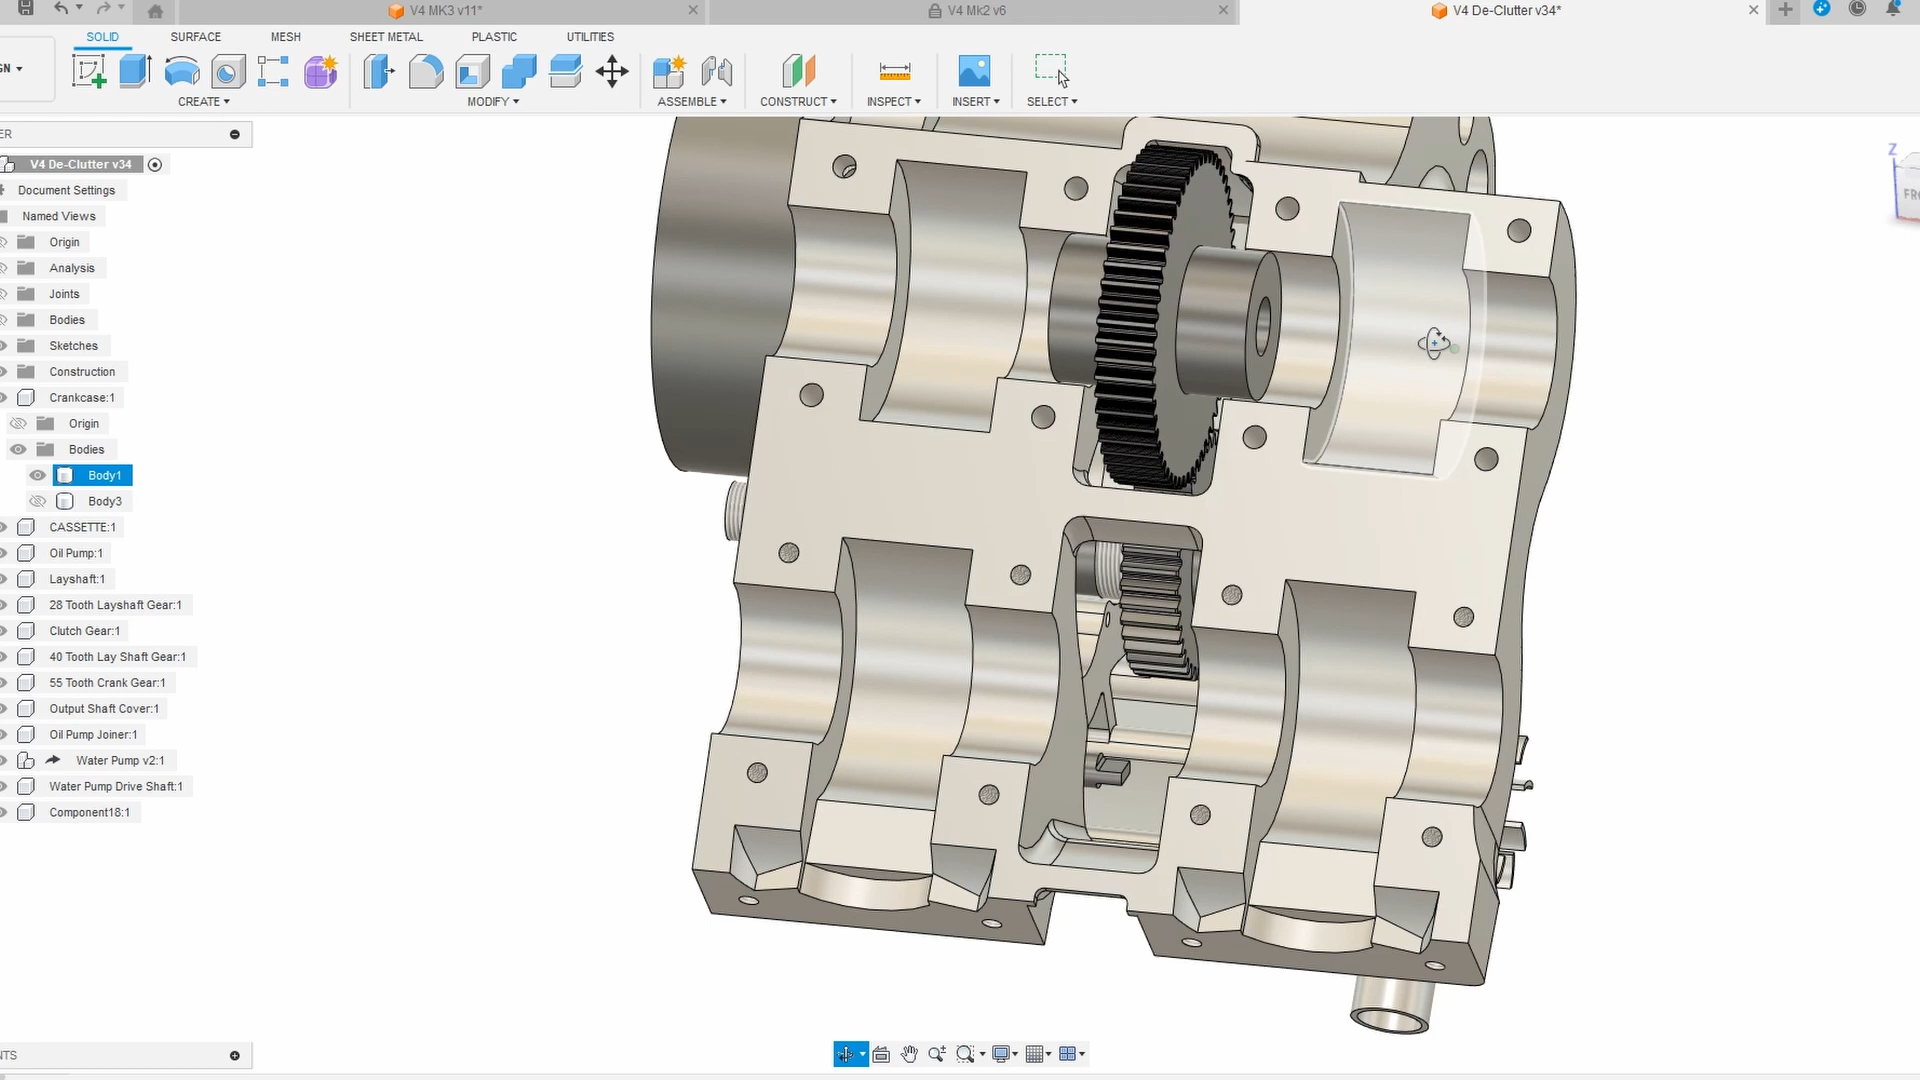 V4 MK3 v11*
V4 Mk2 v6
V4 De-Clutter v34*
SOLID
SURFACE
MESH
SHEET METAL
PLASTIC
UTILITIES
GN
CREATE
MODIFY
ASSEMBLE
CONSTRUCT
INSPECT
INSERT
SELECT
ER
V4 De-Clutter v34
Document Settings
Named Views
Origin
Analysis
Joints
Bodies
Sketches
Construction
Crankcase:1
Origin
Bodies
Body1
Body3
CASSETTE:1
Oil Pump:1
Layshaft:1
28 Tooth Layshaft Gear:1
Clutch Gear:1
40 Tooth Lay Shaft Gear:1
55 Tooth Crank Gear:1
Output Shaft Cover:1
Oil Pump Joiner:1
Water Pump v2:1
Water Pump Drive Shaft:1
Component18:1
Z
FRO
NTS